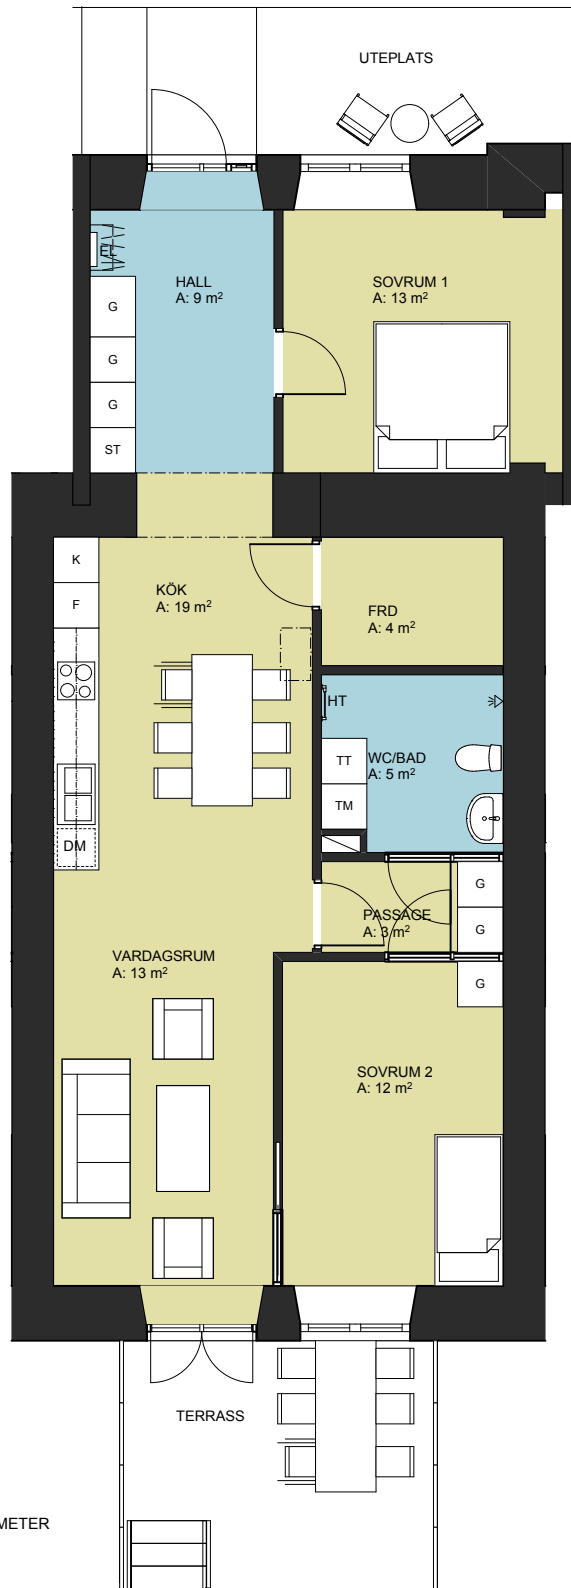 UTEPLATS
EL
HALL
A: 9 m²
SOVRUM 1
A: 13 m²
G
G
G
ST
K
F
KÖK
A: 19 m²
FRD
A: 4 m²
HT
TT
WC/BAD
A: 5 m²
TM
DM
G
PASSAGE
A: 3 m²
G
VARDAGSRUM
A: 13 m²
G
SOVRUM 2
A: 12 m²
TERRASS
METER